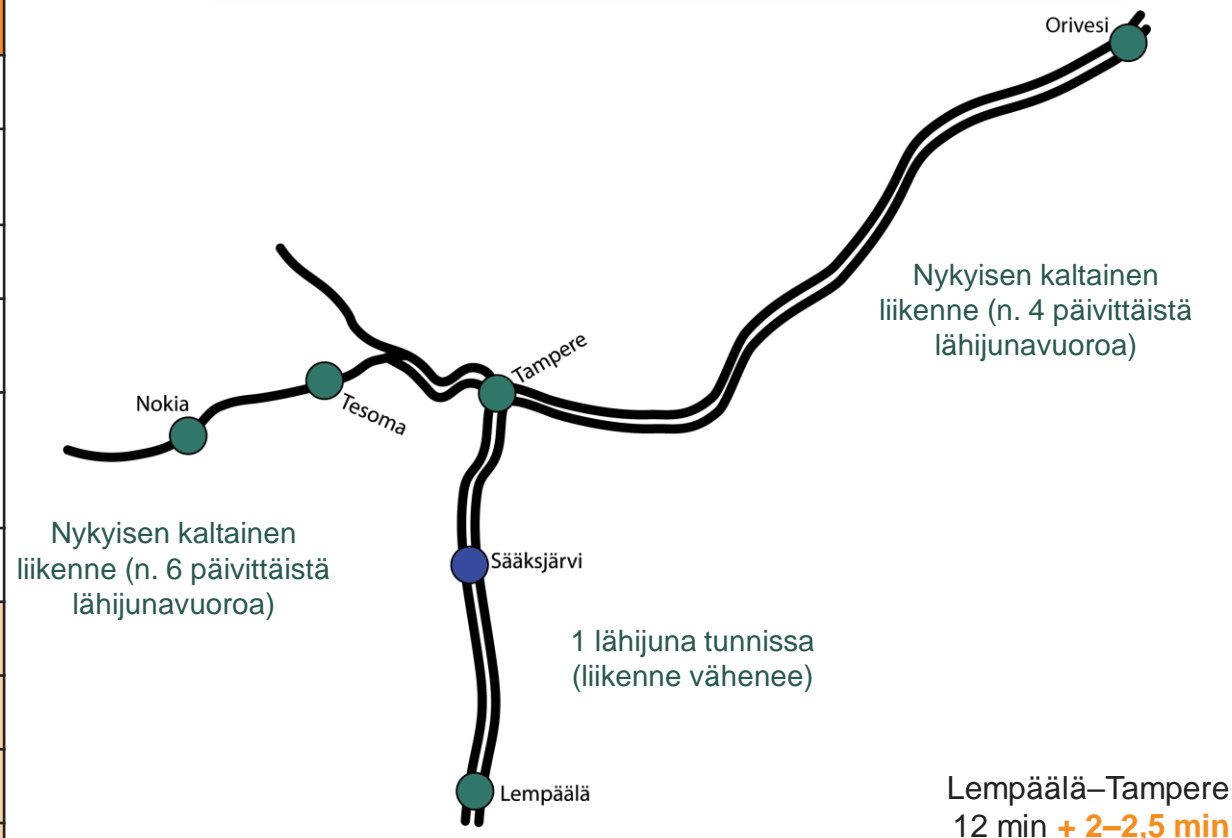 Orivesi
Nykyisen kaltainen
liikenne (n. 4 päivittäistä
lähijunavuoroa)
Tampere
Nokia
Tesoma
Nykyisen kaltainen
liikenne (n. 6 päivittäistä
lähijunavuoroa)
Sääksjärvi
1 lähijuna tunnissa
(liikenne vähenee)
Lempäälä
Lempäälä–Tampere
12 min + 2–2,5 min